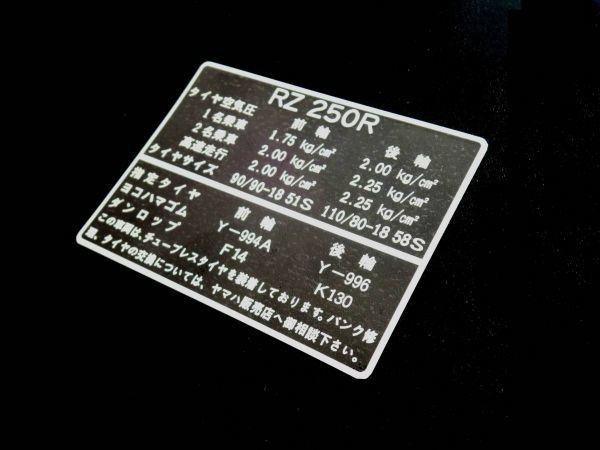 RZ 250R
タイヤ空気圧 前輪 後輪
1名乗車 1.75 kg/cm² 2.00 kg/cm²
2名乗車 2.00 kg/cm² 2.25 kg/cm²
高速走行 2.00 kg/cm² 2.25 kg/cm²
タイヤサイズ 90/90-18 51S 110/80-18 58S
指定タイヤ 前輪 後輪
ヨコハマゴム Y-994A Y-996
ダンロップ F14 K130
この車両は、チューブレスタイヤを装着しております。パンク修
理、タイヤの交換については、ヤマハ販売店へ御相談下さい。